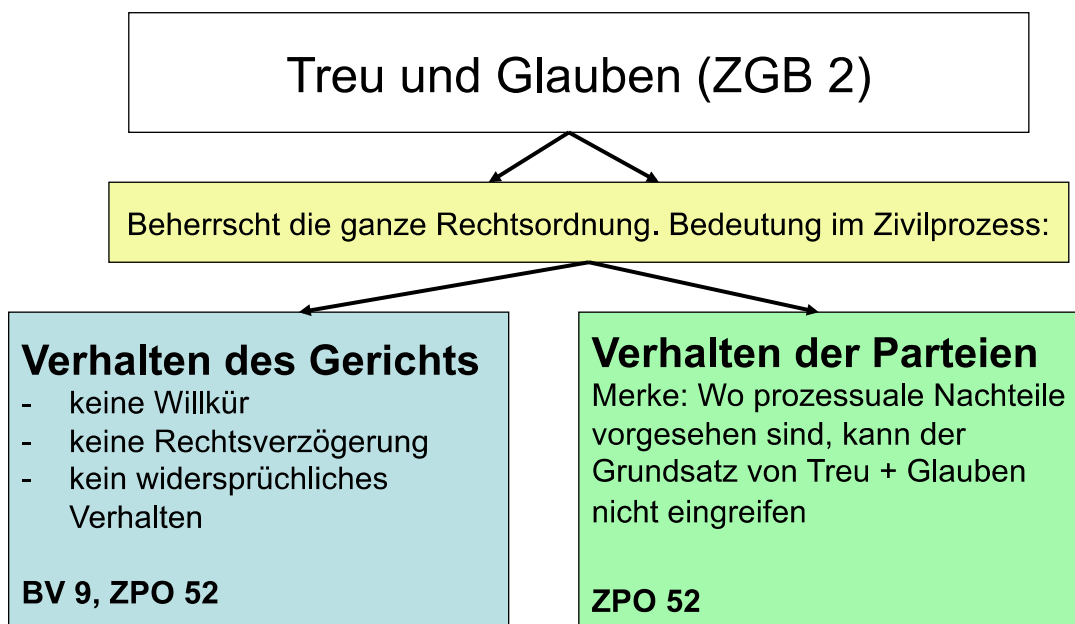 Treu und Glauben (ZGB 2)
Beherrscht die ganze Rechtsordnung. Bedeutung im Zivilprozess:
Verhalten des Gerichts
- keine Willkür
- keine Rechtsverzögerung
- kein widersprüchliches
Verhalten
BV 9, ZPO 52
Verhalten der Parteien
Merke: Wo prozessuale Nachteile
vorgesehen sind, kann der
Grundsatz von Treu + Glauben
nicht eingreifen
ZPO 52